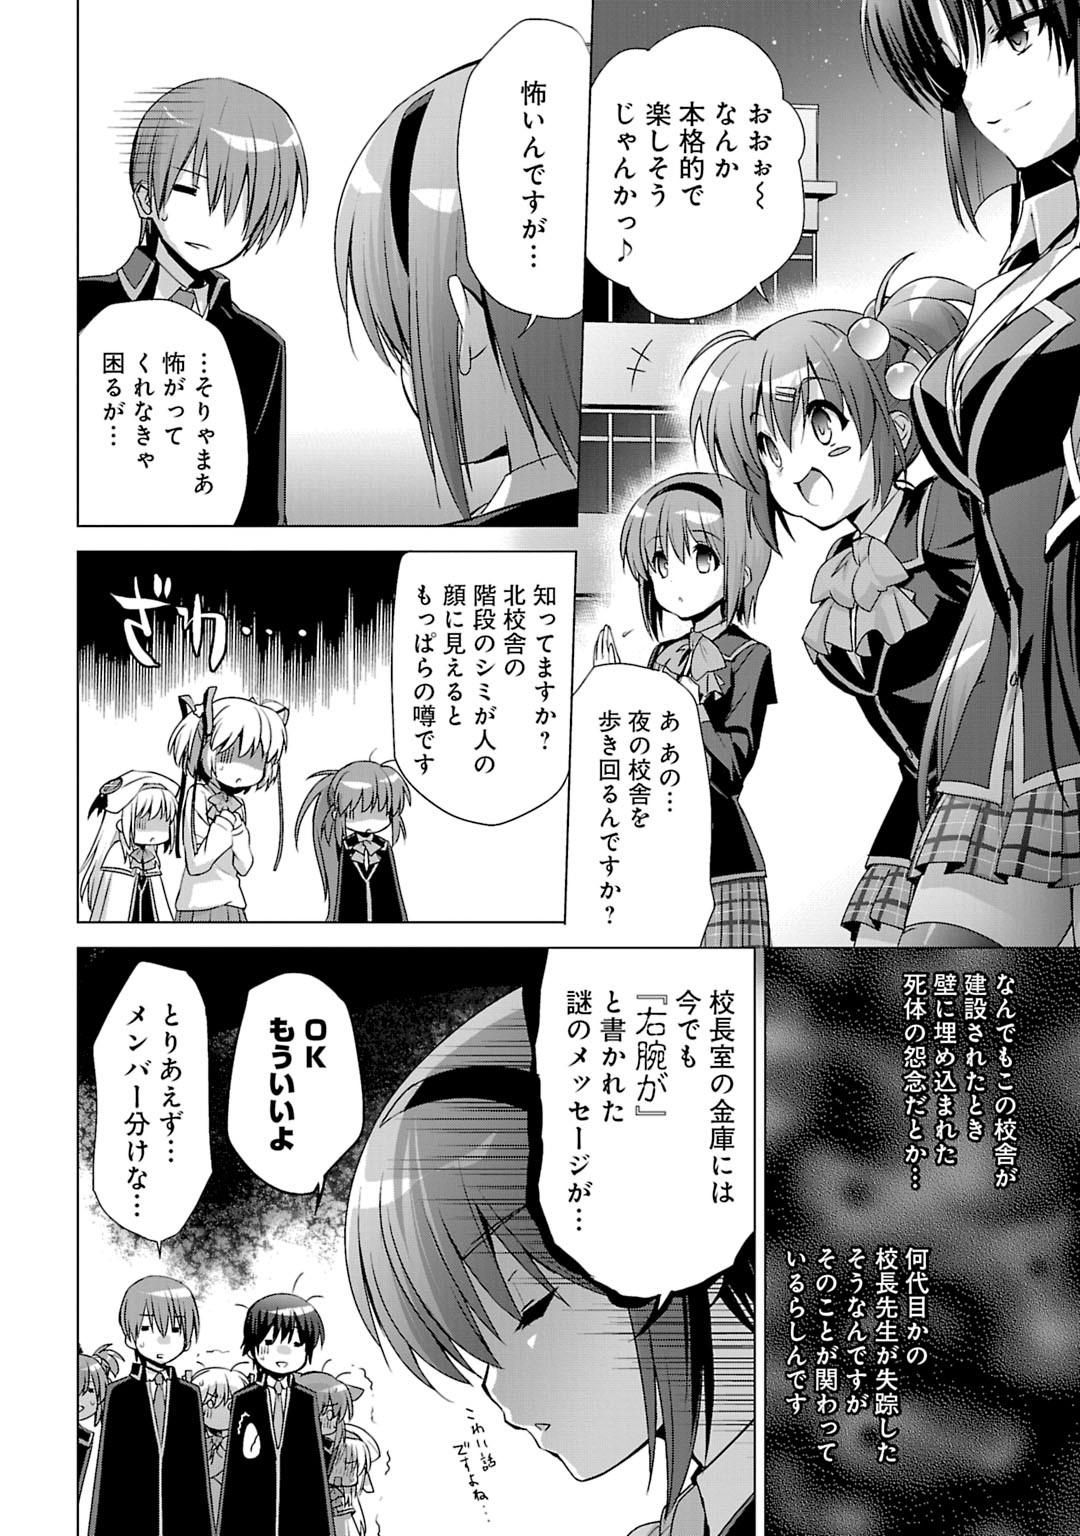 おおぉ～
なんか
本格的で
楽しそう
じゃんかっ♪
あ あの…
夜の校舎を
歩き回るんですか？
怖いんですが…
…そりゃまあ
怖がって
くれなきゃ
困るが…
知ってますか？
北校舎の
階段のシミが人の
顔に見えると
もっぱらの噂です
ざわ…
なんでもこの校舎が
建設されたとき
壁に埋め込まれた
死体の怨念だとか…
何代目かの
校長先生が失踪した
そうなんですが
そのことが関わって
いるらしんです
校長室の金庫には
今でも
『右腕が』
と書かれた
謎のメッセージが…
こわい話
ですよね…
OK
もういいよ
とりあえず…
メンバー分けな…